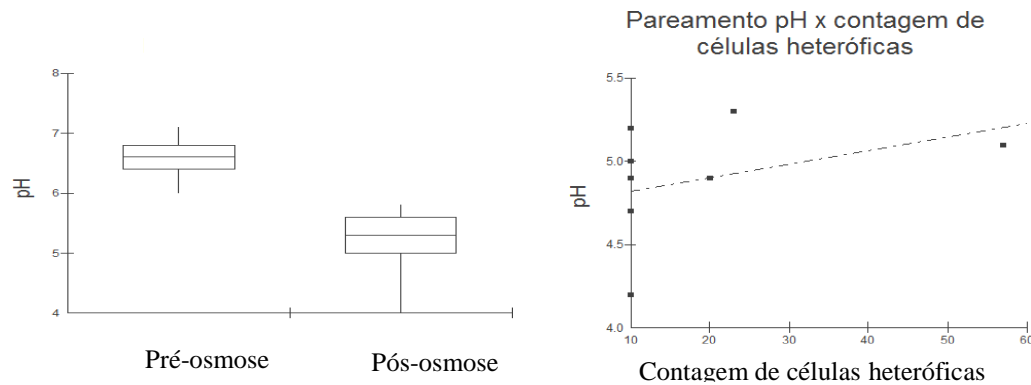 pH
8
7
6
5
4
Pré-osmose
Pós-osmose
Pareamento pH x contagem de
células heteróficas
pH
5.5
5.0
4.5
4.0
10
20
30
40
50
60
Contagem de células heteróficas